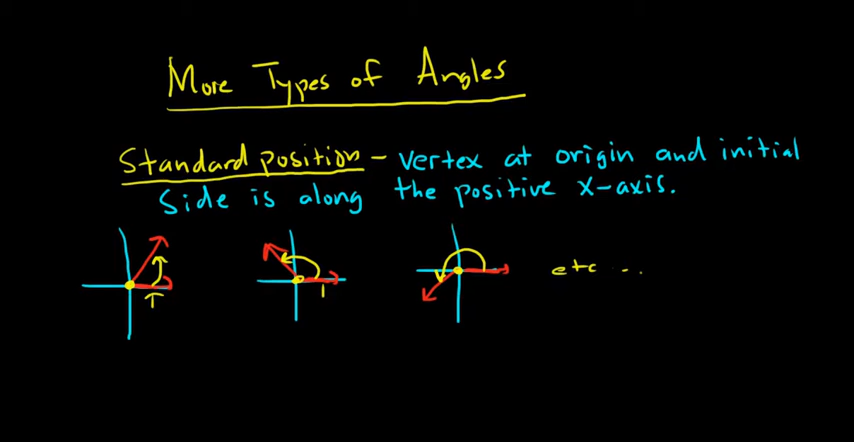 More Types of Angles
Standard position - vertex at origin and initial
Side is along the positive x-axis.
etc ...